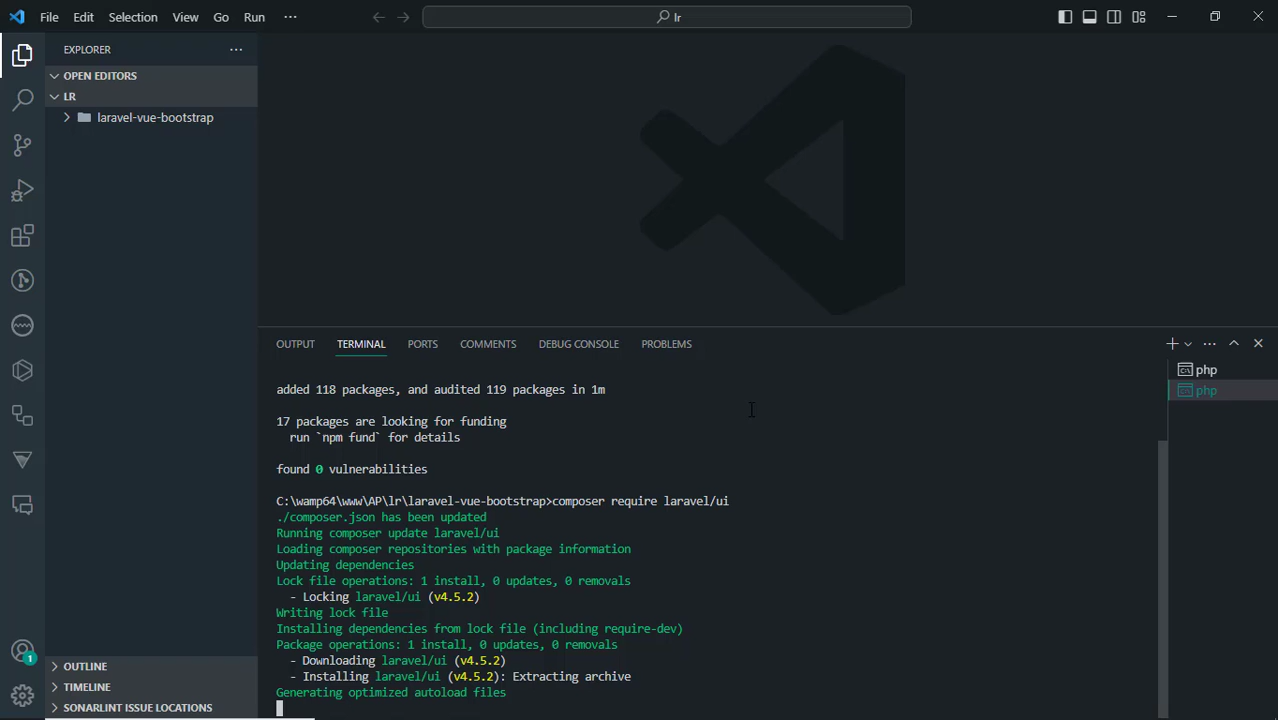 File Edit Selection View Go Run ··· lr
EXPLORER ···
OPEN EDITORS
LR
laravel-vue-bootstrap
OUTPUT TERMINAL PORTS COMMENTS DEBUG CONSOLE PROBLEMS
php
php
added 118 packages, and audited 119 packages in 1m
17 packages are looking for funding
run `npm fund` for details
found 0 vulnerabilities
C:\wamp64\www\AP\lr\laravel-vue-bootstrap>composer require laravel/ui
./composer.json has been updated
Running composer update laravel/ui
Loading composer repositories with package information
Updating dependencies
Lock file operations: 1 install, 0 updates, 0 removals
- Locking laravel/ui (v4.5.2)
Writing lock file
Installing dependencies from lock file (including require-dev)
Package operations: 1 install, 0 updates, 0 removals
- Downloading laravel/ui (v4.5.2)
- Installing laravel/ui (v4.5.2): Extracting archive
Generating optimized autoload files
1
OUTLINE
TIMELINE
SONARLINT ISSUE LOCATIONS